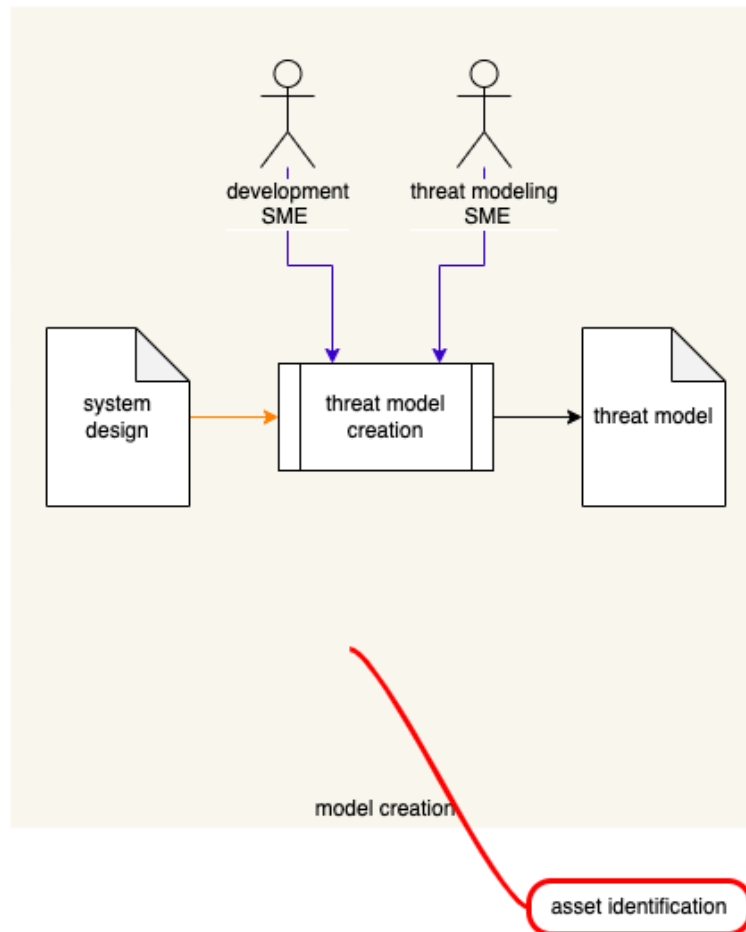 development
SME
threat modeling
SME
system
design
threat model
creation
threat model
model creation
asset identification